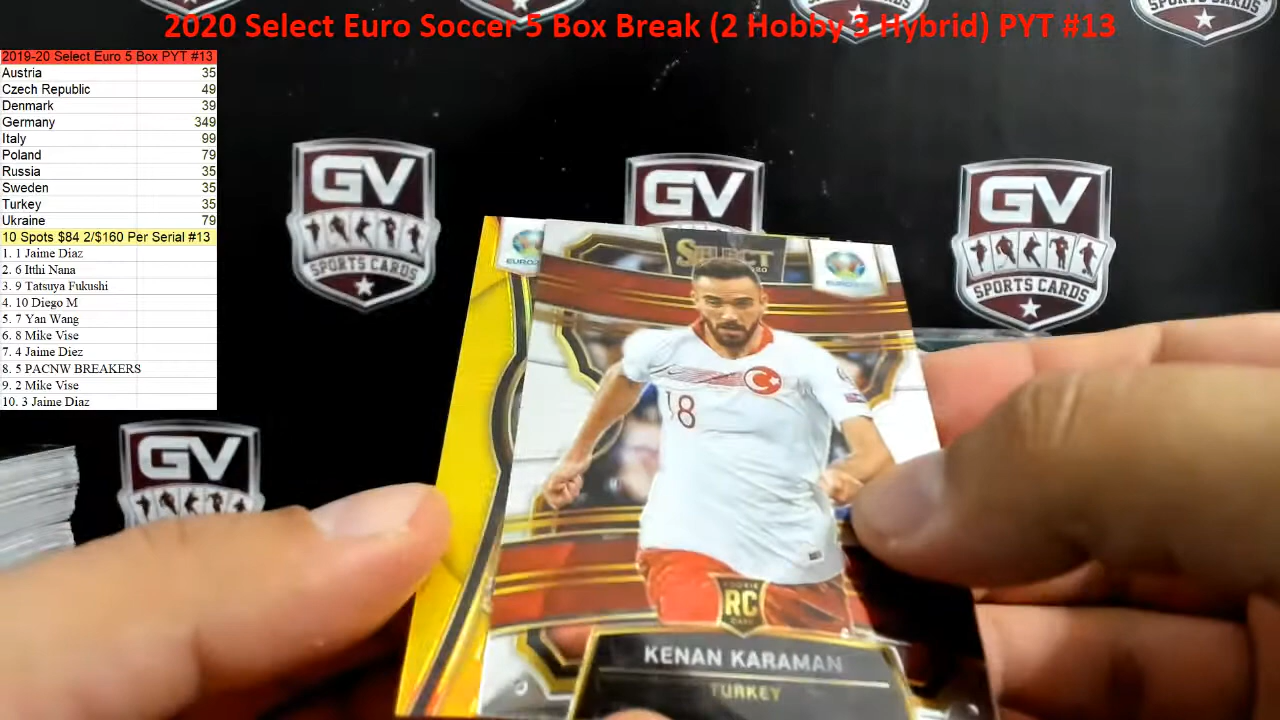 2020 Select Euro Soccer 5 Box Break (2 Hobby 3 Hybrid) PYT #13
2019-20 Select Euro 5 Box PYT #13
Austria 35
Czech Republic 49
Denmark 39
Germany 349
Italy 99
Poland 79
Russia 35
Sweden 35
Turkey 35
Ukraine 79
10 Spots $84 2/$160 Per Serial #13
1. 1 Jaime Diaz
2. 6 Itthi Nana
3. 9 Tatsuya Fukushi
4. 10 Diego M
5. 7 Yan Wang
6. 8 Mike Vise
7. 4 Jaime Diez
8. 5 PACNW BREAKERS
9. 2 Mike Vise
10. 3 Jaime Diaz
SPORTS CARDS
SPORTS CARDS
GV
SPORTS CARDS
GV
GV
SPORTS CARDS
GV
SELECT
18
RC
KENAN KARAMAN
TURKEY